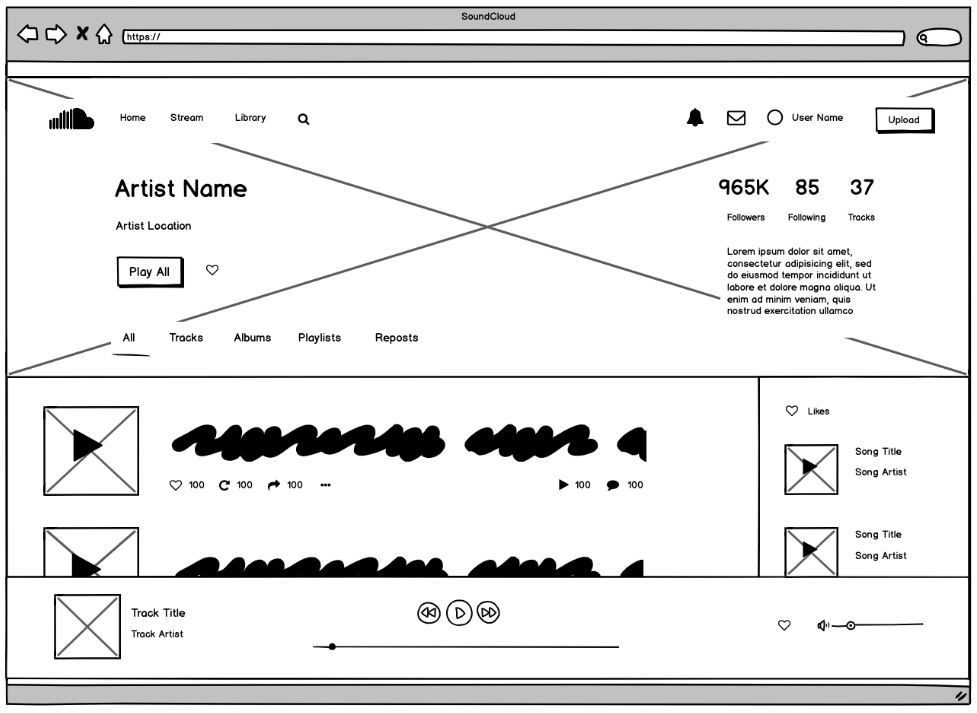 SoundCloud
https://
Home Stream Library User Name Upload
Artist Name
965K 85 37
Artist Location
Followers Following Tracks
Play All
Lorem ipsum dolor sit amet,
consectetur adipisicing elit, sed
do eiusmod tempor incididunt ut
labore et dolore magna aliqua. Ut
enim ad minim veniam, quis
nostrud exercitation ullamco
All Tracks Albums Playlists Reposts
Likes
Song Title
Song Artist
100 100 100 ••• 100 100
Song Title
Song Artist
Track Title
Track Artist